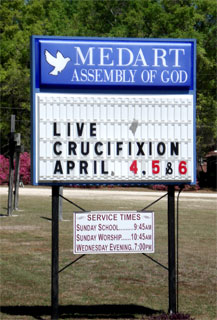 MEDART
ASSEMBLY OF GOD
LIVE
CRUCIFIXION
APRIL, 4,5&6
SERVICE TIMES
SUNDAY SCHOOL......9:45AM
SUNDAY WORSHIP....10:45AM
WEDNESDAY EVENING..7:00PM